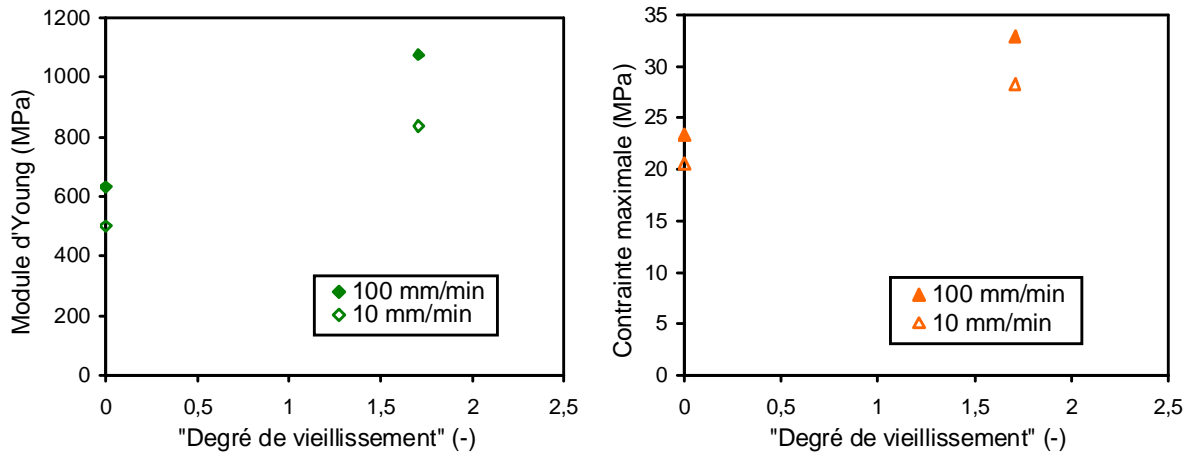 1200
1000
800
600
400
200
0
Module d'Young (MPa)
100 mm/min
10 mm/min
0 0,5 1 1,5 2 2,5
"Degré de vieillissement" (-)
35
30
25
20
15
10
5
0
Contrainte maximale (MPa)
100 mm/min
10 mm/min
0 0,5 1 1,5 2 2,5
"Degré de vieillissement" (-)